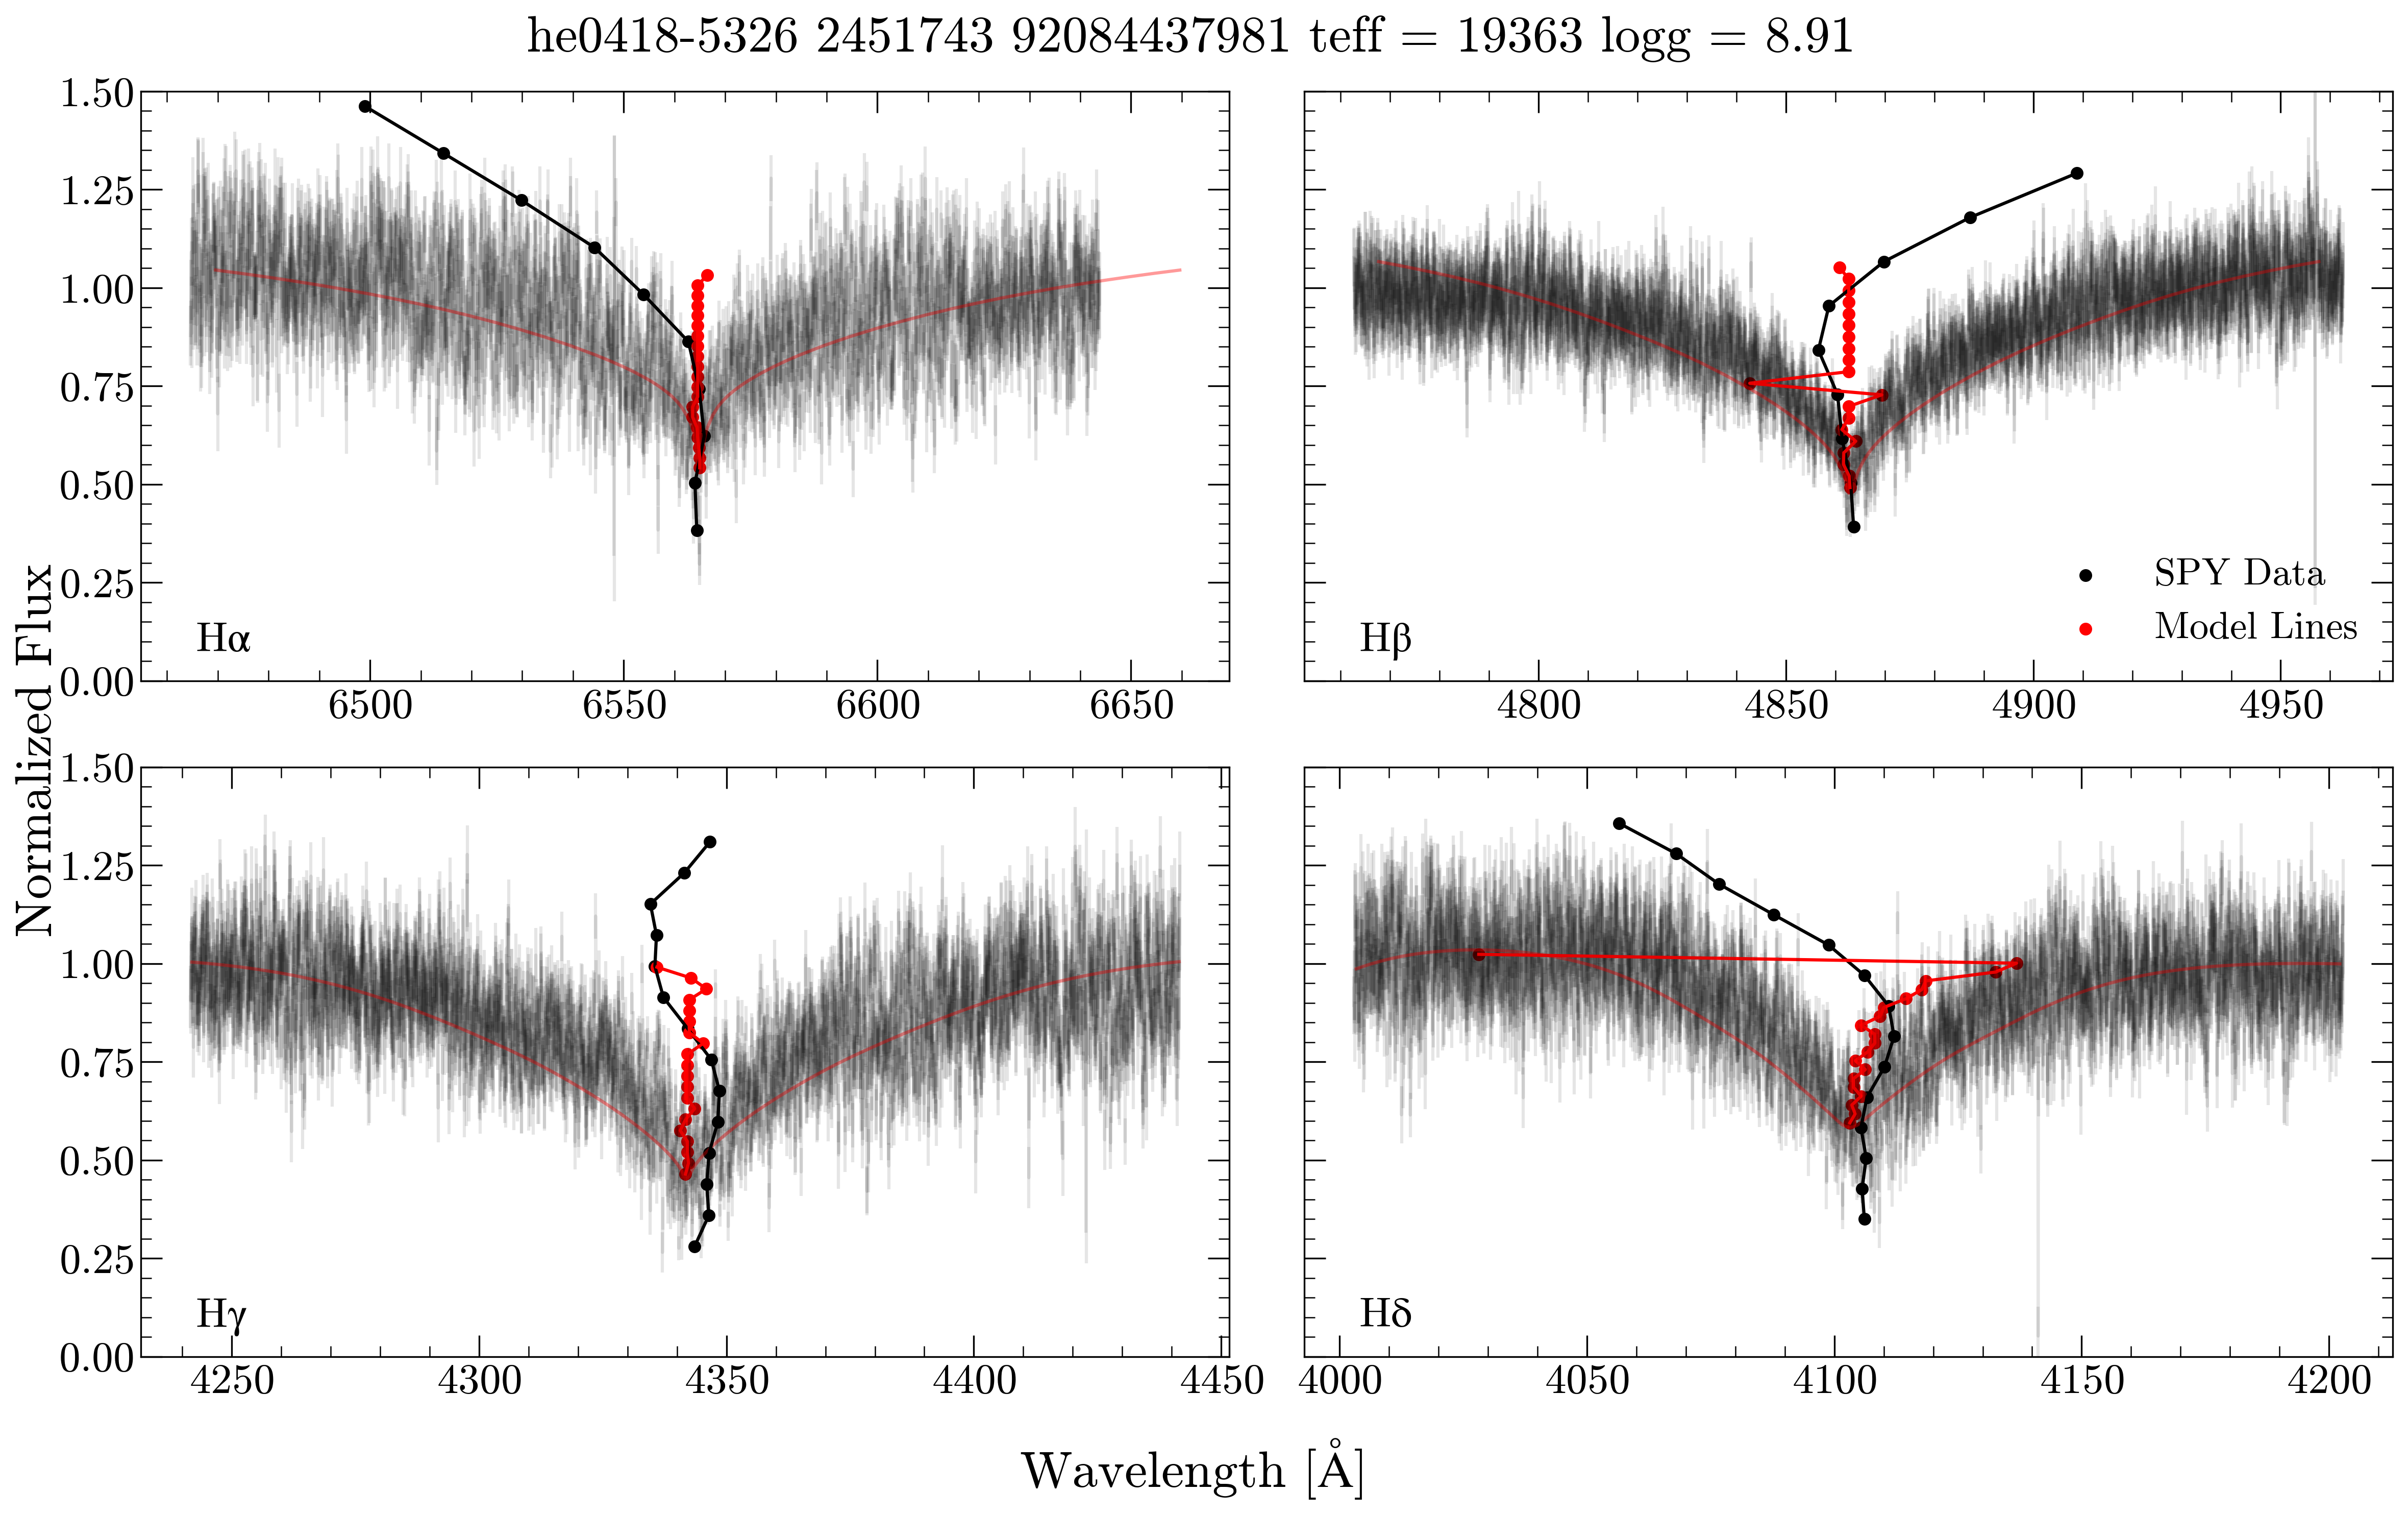 he0418-5326 2451743 92084437981 teff = 19363 logg = 8.91
Normalized Flux
1.50
1.25
1.00
0.75
0.50
0.25
0.00
Hα
6500 6550 6600 6650
Hβ
SPY Data
Model Lines
4800 4850 4900 4950
1.50
1.25
1.00
0.75
0.50
0.25
0.00
Hγ
4250 4300 4350 4400 4450
Hδ
4000 4050 4100 4150 4200
Wavelength [Å]